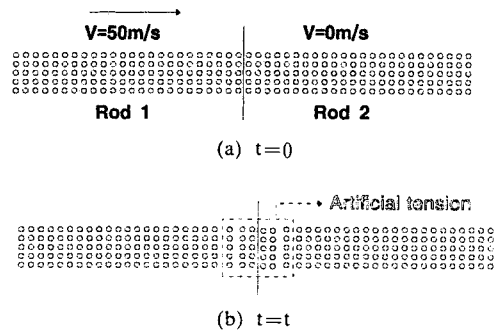 V=50m/s V=0m/s
Rod 1 Rod 2
(a) t=0
Artificial tension
(b) t=t